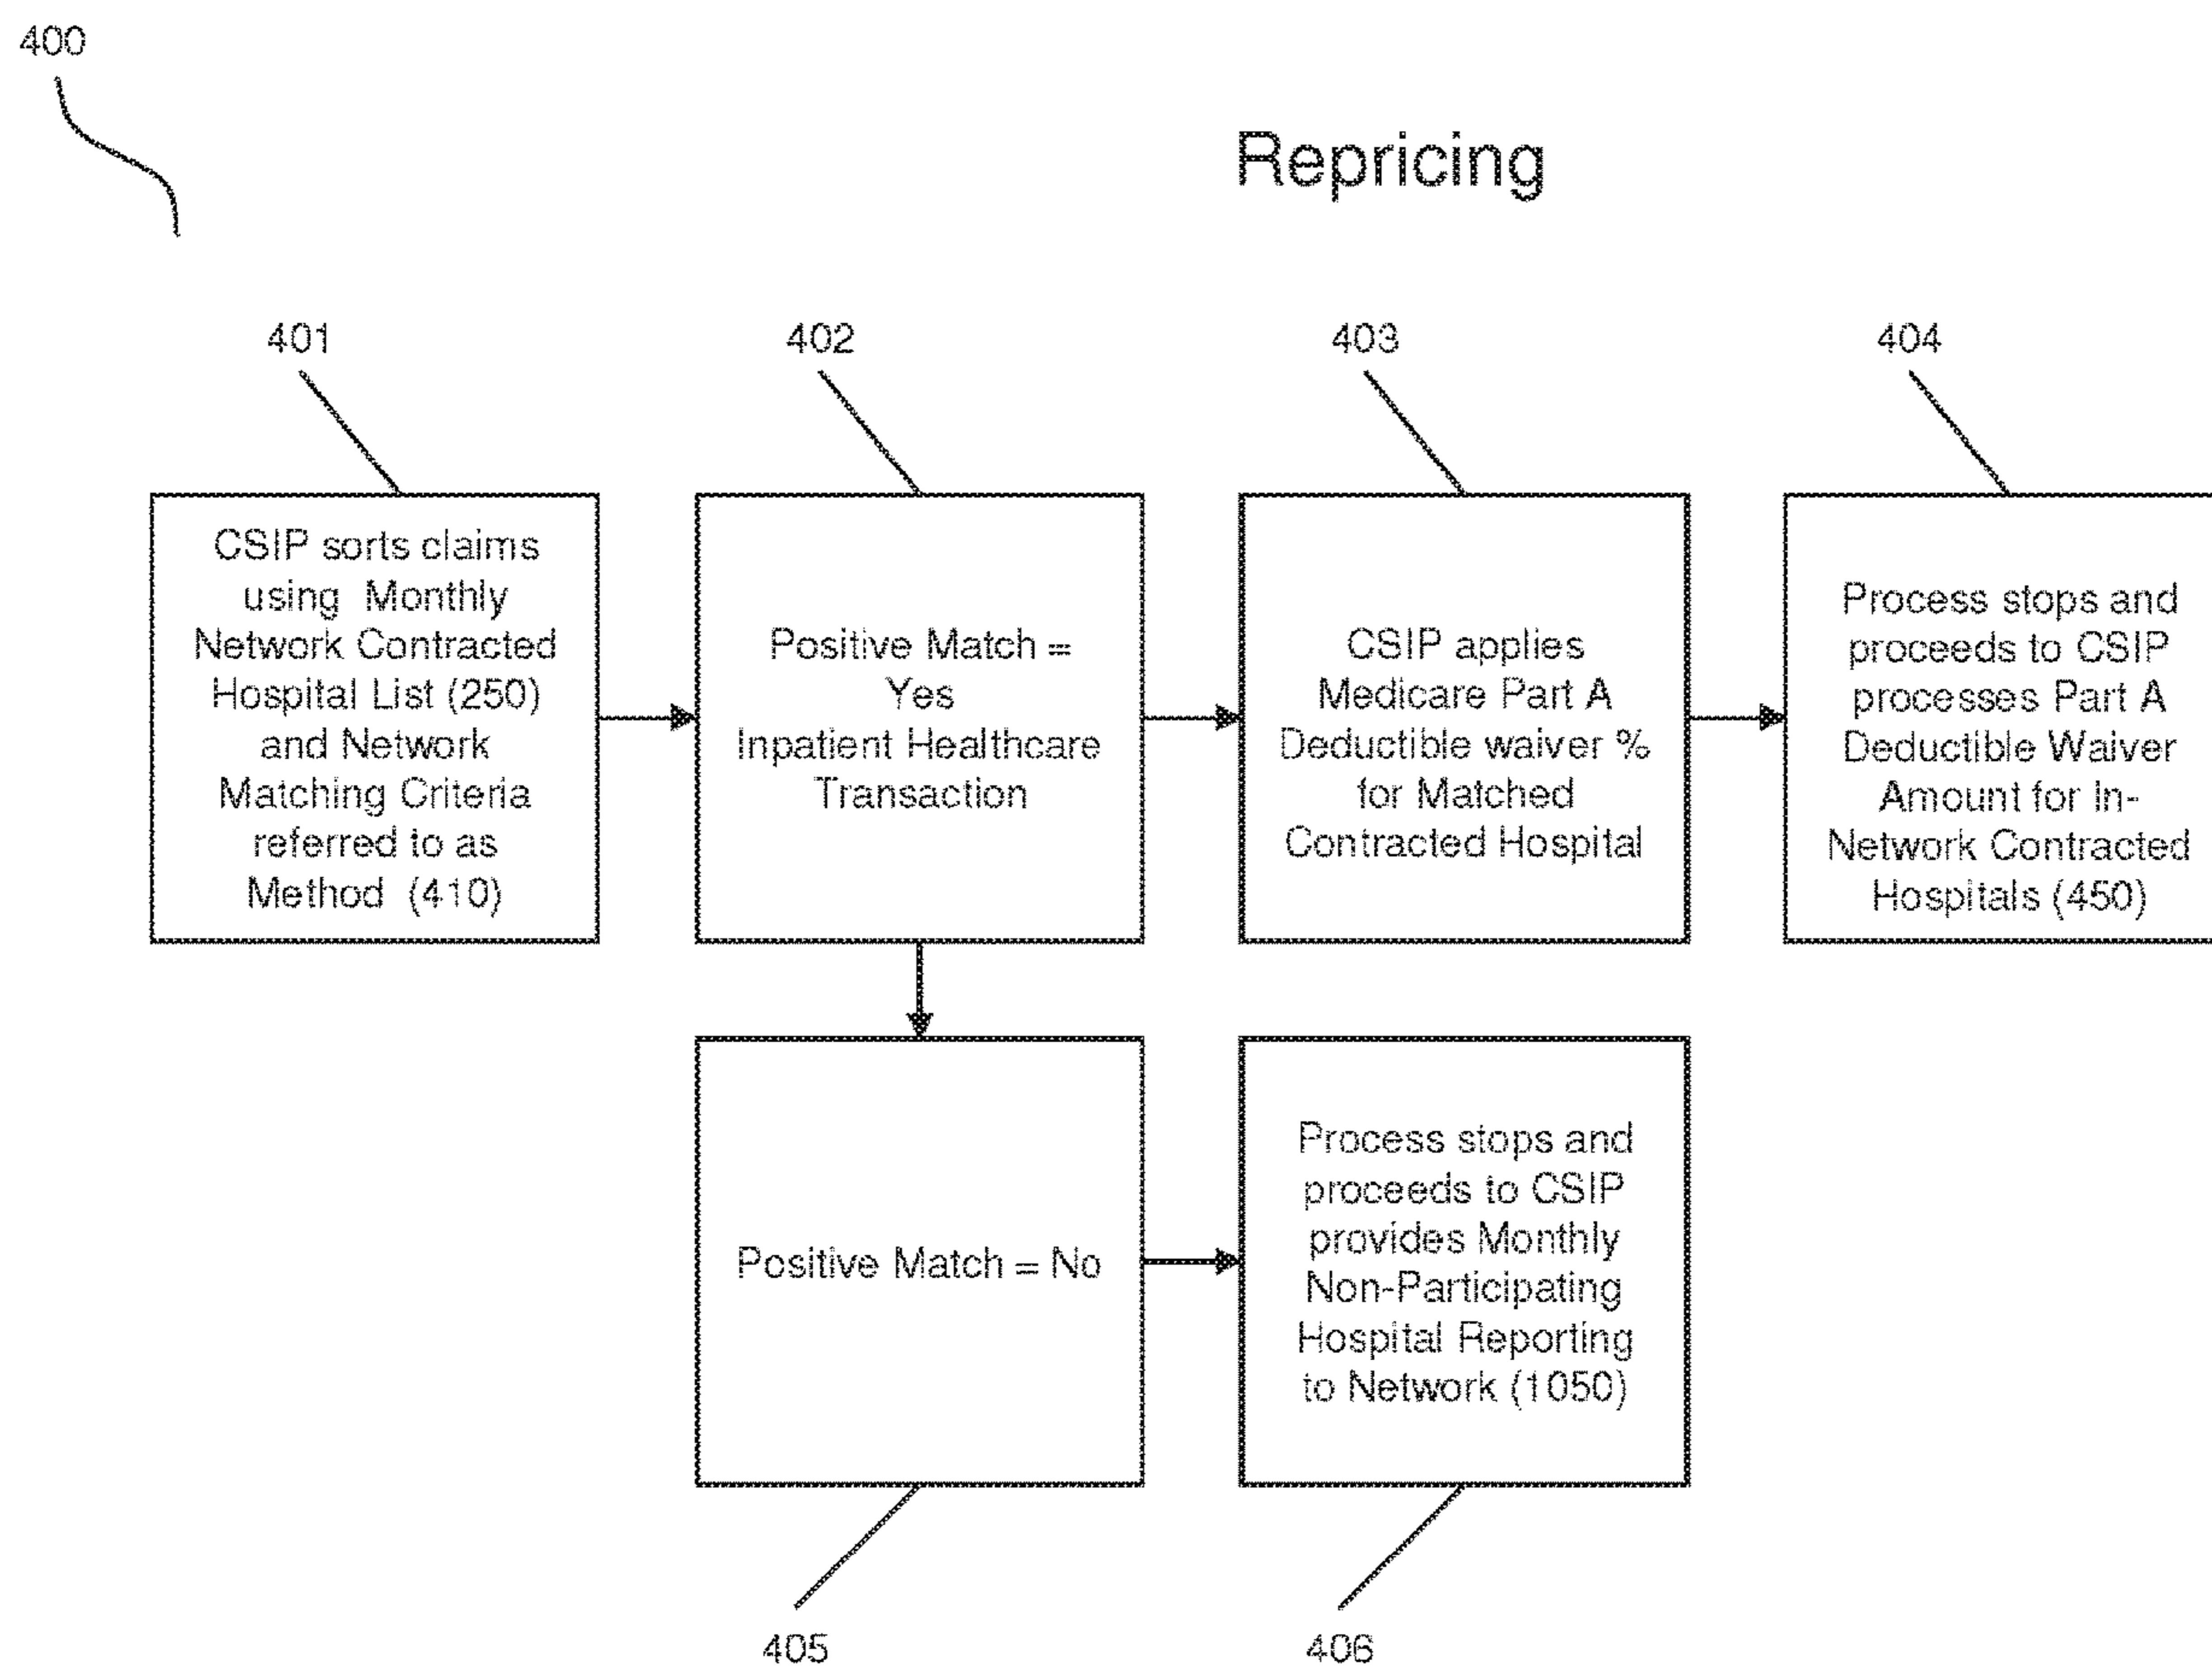 400
Repricing
401
402
403
404
CSIP sorts claims
using Monthly
Network Contracted
Hospital List (250)
and Network
Matching Criteria
referred to as
Method (410)
Positive Match =
Yes
Inpatient Healthcare
Transaction
CSIP applies
Medicare Part A
Deductible waiver %
for Matched
Contracted Hospital
Process stops and
proceeds to CSIP
processes Part A
Deductible Waiver
Amount for In-
Network Contracted
Hospitals (450)
Positive Match = No
Process stops and
proceeds to CSIP
provides Monthly
Non-Participating
Hospital Reporting
to Network (1050)
405
406